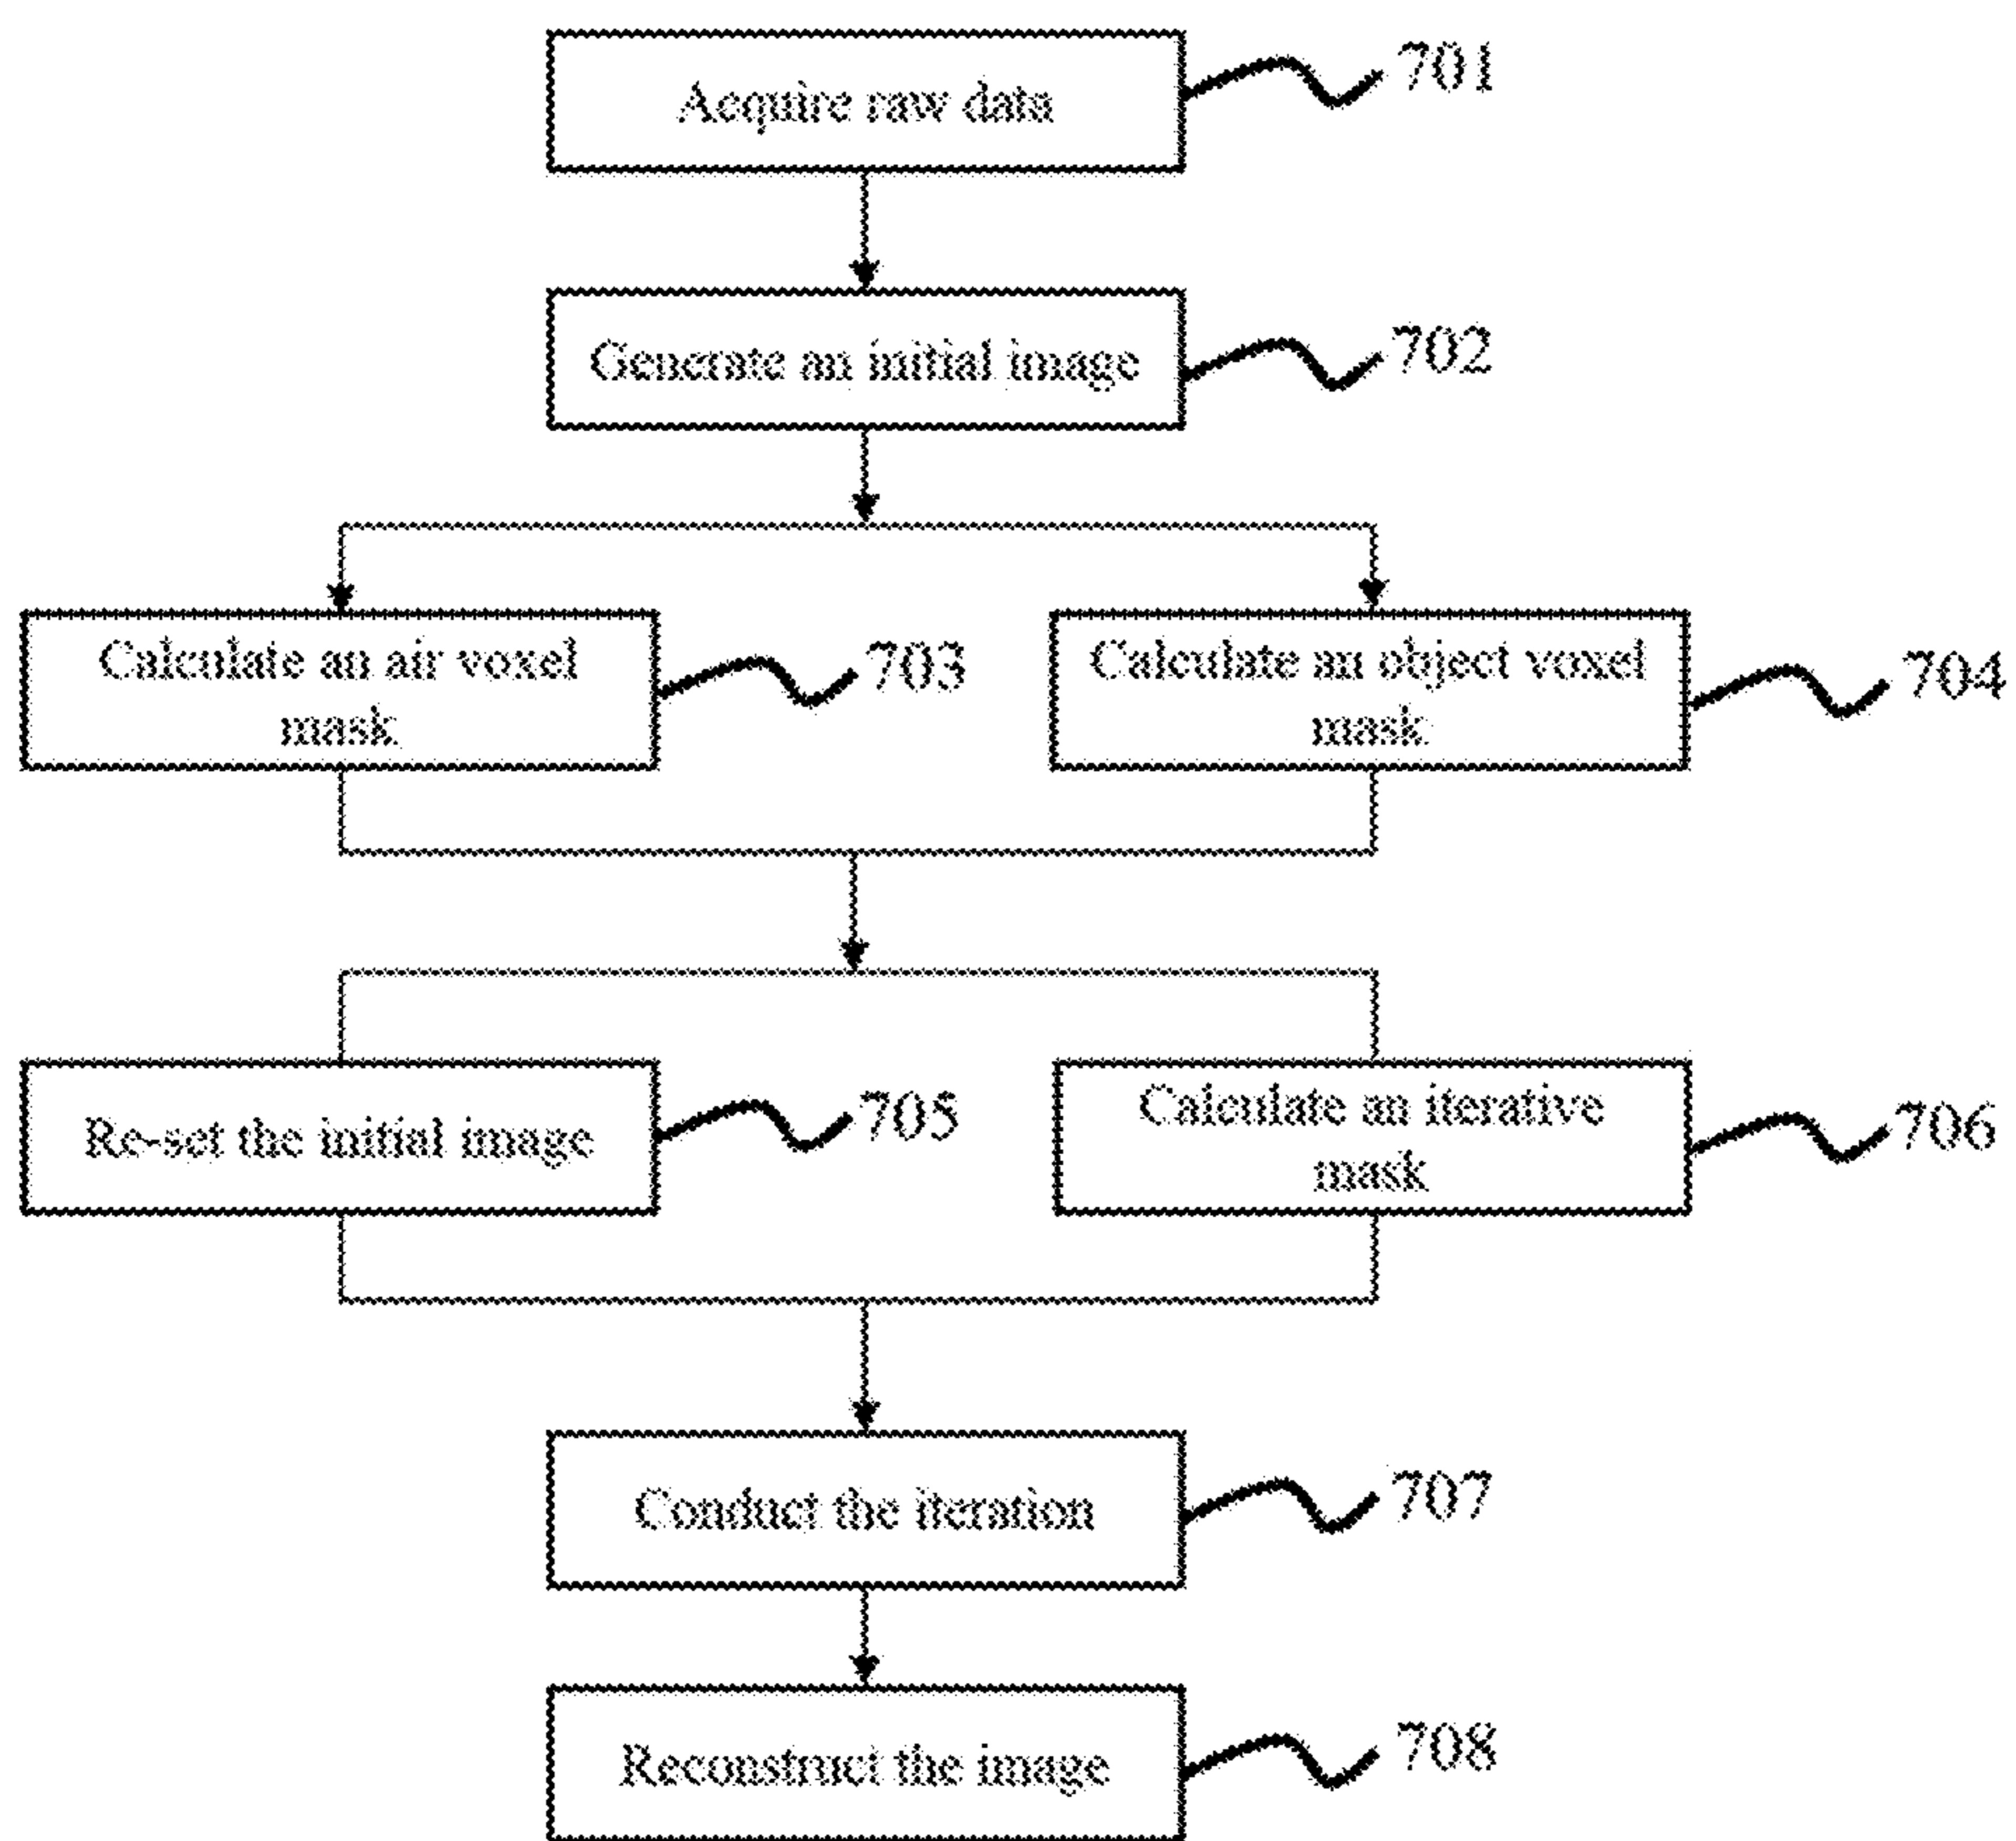 Acquire raw data
701
Generate an initial image
702
Calculate an air voxel
mask
703
Calculate an object voxel
mask
704
Re-set the initial image
705
Calculate an iterative
mask
706
Conduct the iteration
707
Reconstruct the image
708